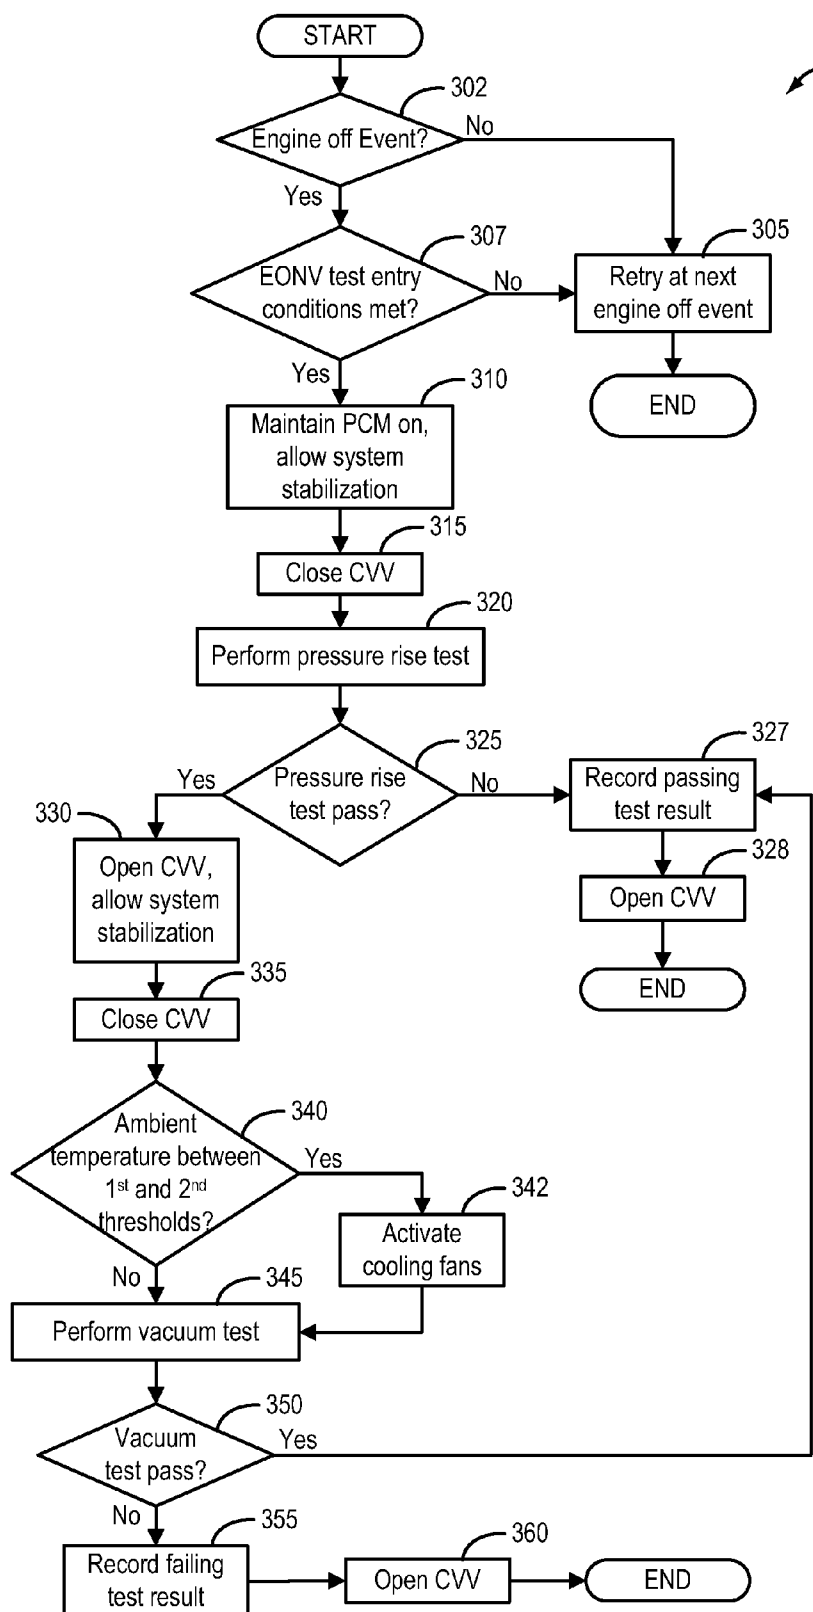 START
302
Engine off Event?
No
Yes
307
EONV test entry
conditions met?
No
305
Retry at next
engine off event
Yes
END
310
Maintain PCM on,
allow system
stabilization
315
Close CVV
320
Perform pressure rise test
325
Pressure rise
test pass?
Yes
No
327
Record passing
test result
330
Open CVV,
allow system
stabilization
328
Open CVV
END
335
Close CVV
340
Ambient
temperature between
1st and 2nd
thresholds?
Yes
342
Activate
cooling fans
No
345
Perform vacuum test
350
Vacuum
test pass?
Yes
No
355
Record failing
test result
360
Open CVV
END